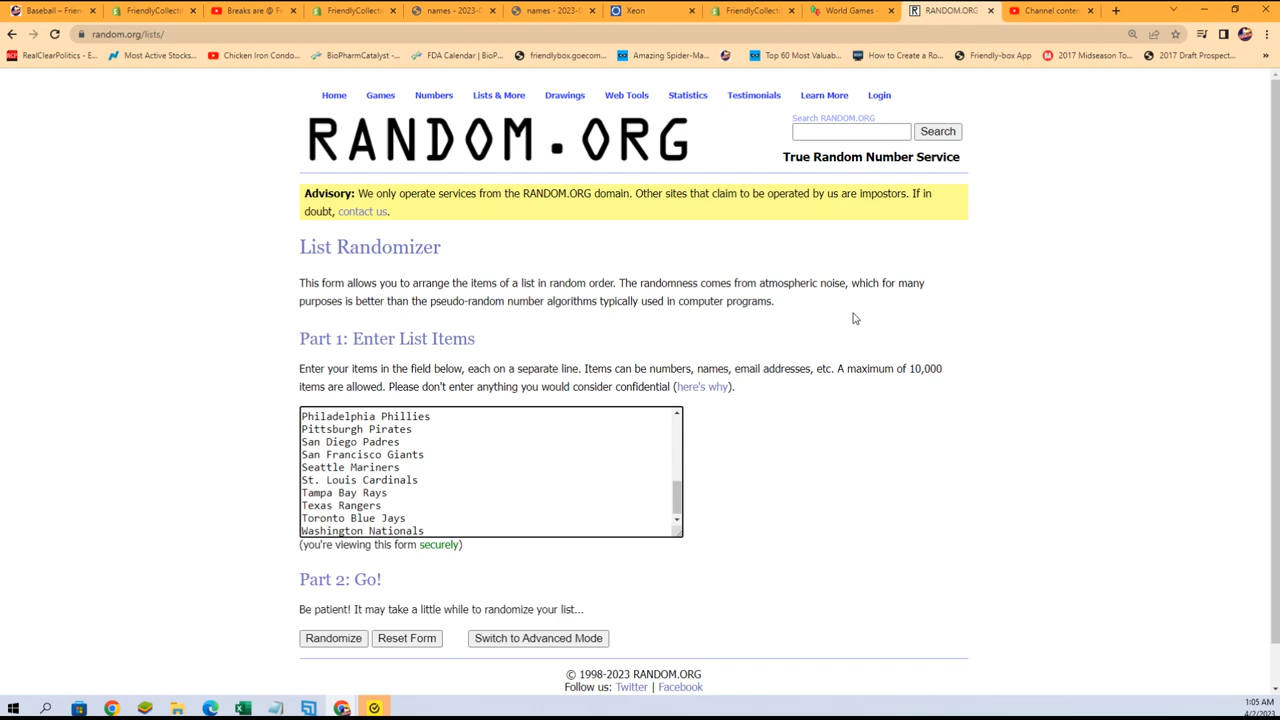 Baseball – Frien
FriendlyCollecti
Breaks are @ F
FriendlyCollecti
names - 2023-0
names - 2023-0
Xeon
FriendlyCollecti
World Games -
RANDOM.ORG
Channel conten
random.org/lists/
RealClearPolitics - E...
Most Active Stocks...
Chicken Iron Condo...
BioPharmCatalyst -...
FDA Calendar | BioP...
friendlybox.goecom...
Amazing Spider-Ma...
Top 60 Most Valuab...
How to Create a Ro...
Friendly-box App
2017 Midseason To...
2017 Draft Prospect...
Home Games Numbers Lists & More Drawings Web Tools Statistics Testimonials Learn More Login
Search RANDOM.ORG
RANDOM.ORG
Search
True Random Number Service
Advisory: We only operate services from the RANDOM.ORG domain. Other sites that claim to be operated by us are impostors. If in
doubt, contact us.
List Randomizer
This form allows you to arrange the items of a list in random order. The randomness comes from atmospheric noise, which for many
purposes is better than the pseudo-random number algorithms typically used in computer programs.
Part 1: Enter List Items
Enter your items in the field below, each on a separate line. Items can be numbers, names, email addresses, etc. A maximum of 10,000
items are allowed. Please don't enter anything you would consider confidential (here's why).
Philadelphia Phillies
Pittsburgh Pirates
San Diego Padres
San Francisco Giants
Seattle Mariners
St. Louis Cardinals
Tampa Bay Rays
Texas Rangers
Toronto Blue Jays
Washington Nationals
(you're viewing this form securely)
Part 2: Go!
Be patient! It may take a little while to randomize your list...
Randomize Reset Form Switch to Advanced Mode
© 1998-2023 RANDOM.ORG
Follow us: Twitter | Facebook
1:05 AM
4/2/2023